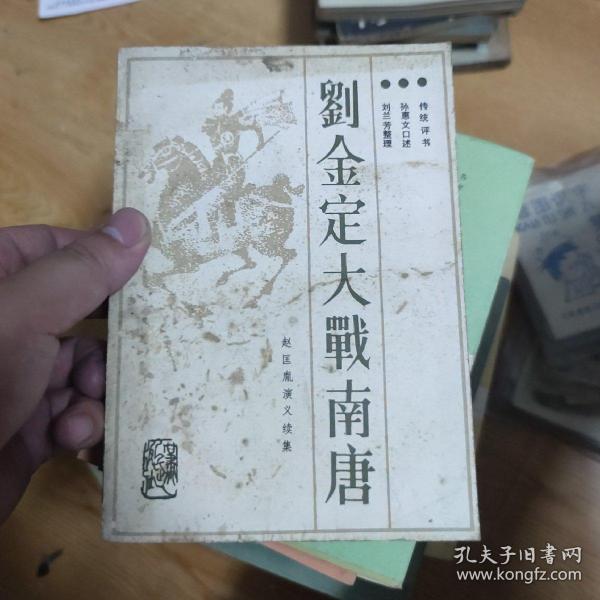 传统评书
孙惠文口述
刘兰芳整理
劉金定大戰南唐
赵匡胤演义续集
孔夫子旧书网
www.kongfz.com